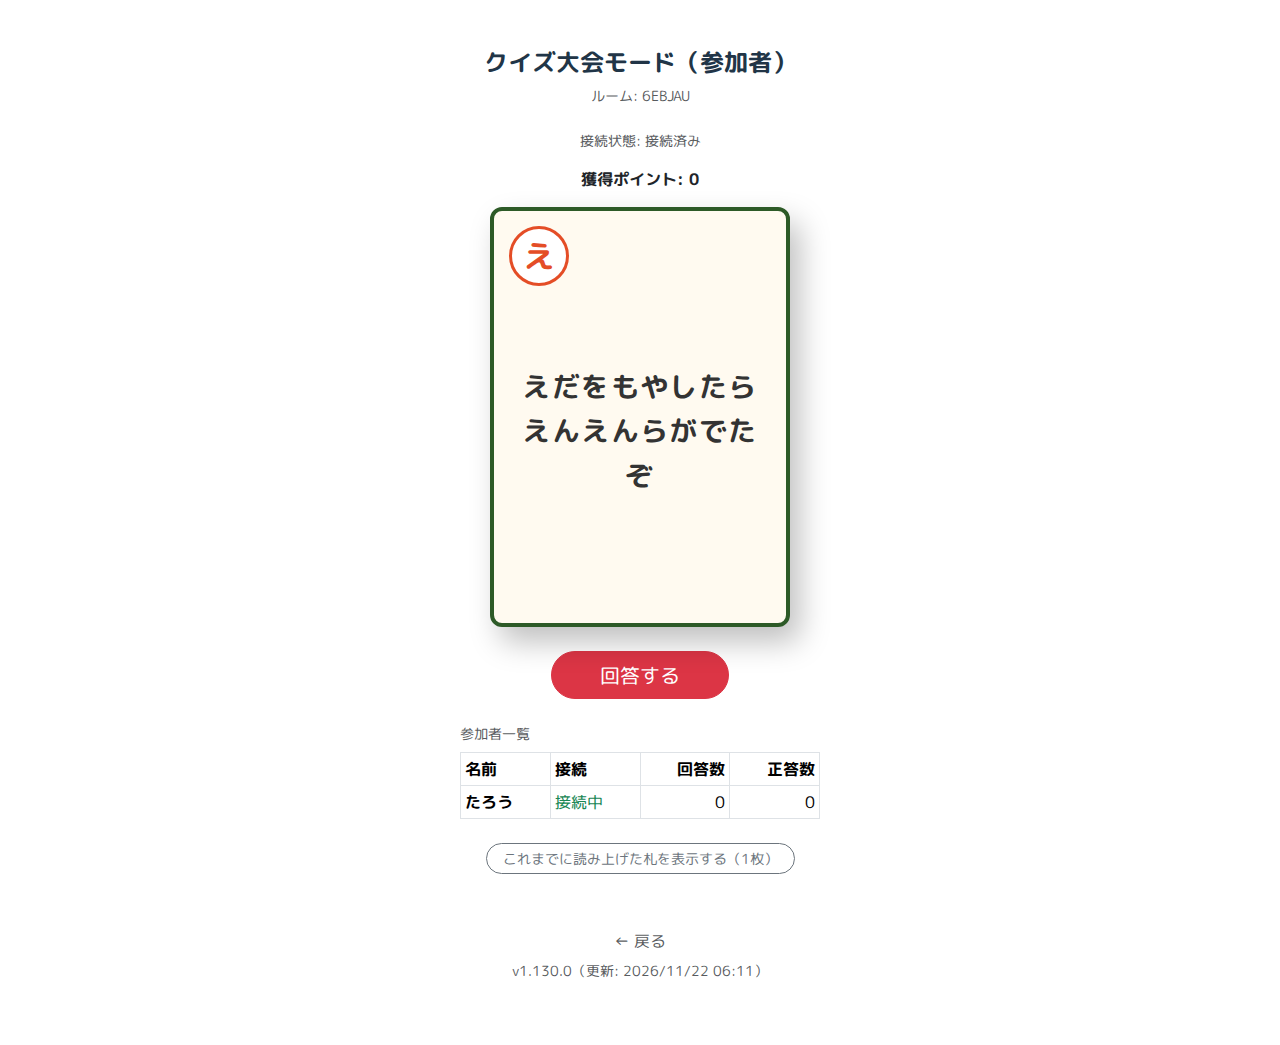 クイズ大会モード（参加者）
ルーム: 6EBJAU
接続状態: 接続済み
獲得ポイント: 0
え
えだをもやしたら
えんえんらがでた
ぞ
回答する
参加者一覧
名前 接続 回答数 正答数
たろう 接続中 0 0
これまでに読み上げた札を表示する（1枚）
← 戻る
v1.130.0（更新: 2026/11/22 06:11）